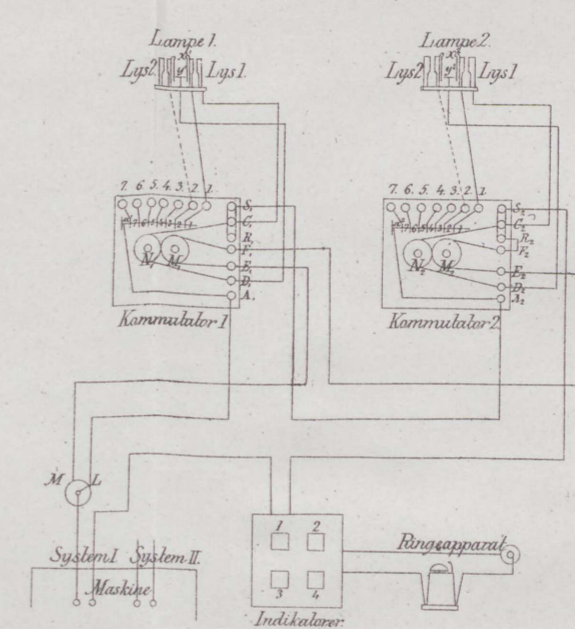 Lampe 1.
Lys 2
Lys 1.
Lampe 2.
Lys 2
Lys 1
7. 6. 5. 4. 3. 2 1.
S₁
C₁
R₁
F₁
E₁
D₁
A₁
N₁ M₁
Kommutator 1
7. 6. 5. 4. 3. 2 1
S₂
C₂
R₂
F₂
E₂
D₂
A₂
N₂ M₂
Kommutator 2.
M L
System I System II.
Maskine
1 2
3 4
Indikatorer.
Ringeapparat